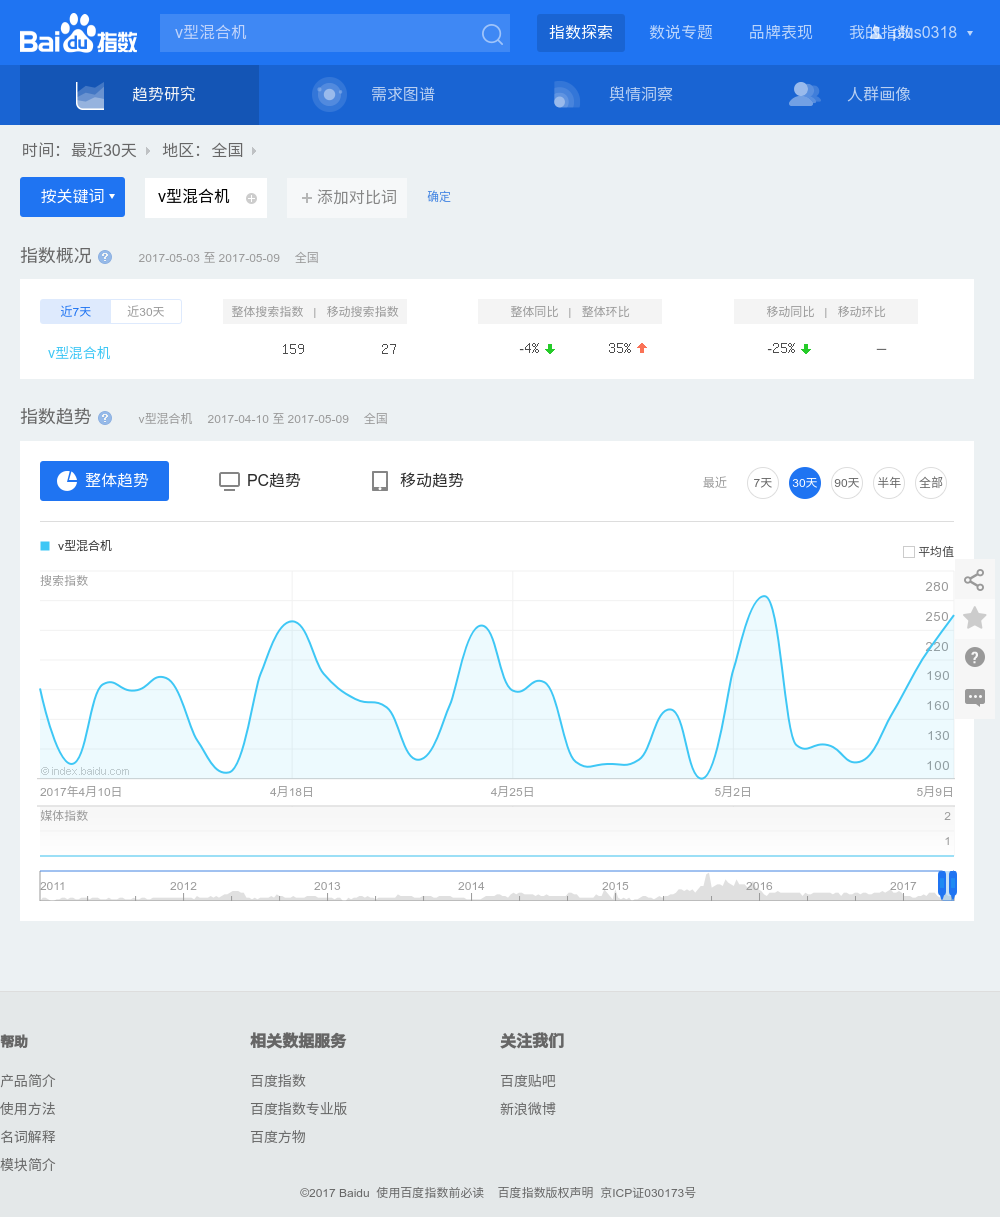 Bai du 指数
v型混合机
指数探索 数说专题 品牌表现 我的指数
趋势研究 需求图谱 舆情洞察 人群画像
时间: 最近30天 地区: 全国
按关键词 v型混合机 + 添加对比词 确定
指数概况 ? 2017-05-03 至 2017-05-09 全国
近7天 近30天 整体搜索指数 | 移动搜索指数 整体同比 | 整体环比 移动同比 | 移动环比
v型混合机 159 27 -4% 35% -25% –
指数趋势 ? v型混合机 2017-04-10 至 2017-05-09 全国
整体趋势 PC趋势 移动趋势 最近 7天 30天 90天 半年 全部
v型混合机
平均值
搜索指数
280
250
220
190
160
130
100
©index.baidu.com
2017年4月10日 4月18日 4月25日 5月2日 5月9日
媒体指数 2
1
2011 2012 2013 2014 2015 2016 2017
帮助 相关数据服务 关注我们
产品简介 百度指数 百度贴吧
使用方法 百度指数专业版 新浪微博
名词解释 百度方物
模块简介
©2017 Baidu 使用百度指数前必读 百度指数版权声明 京ICP证030173号